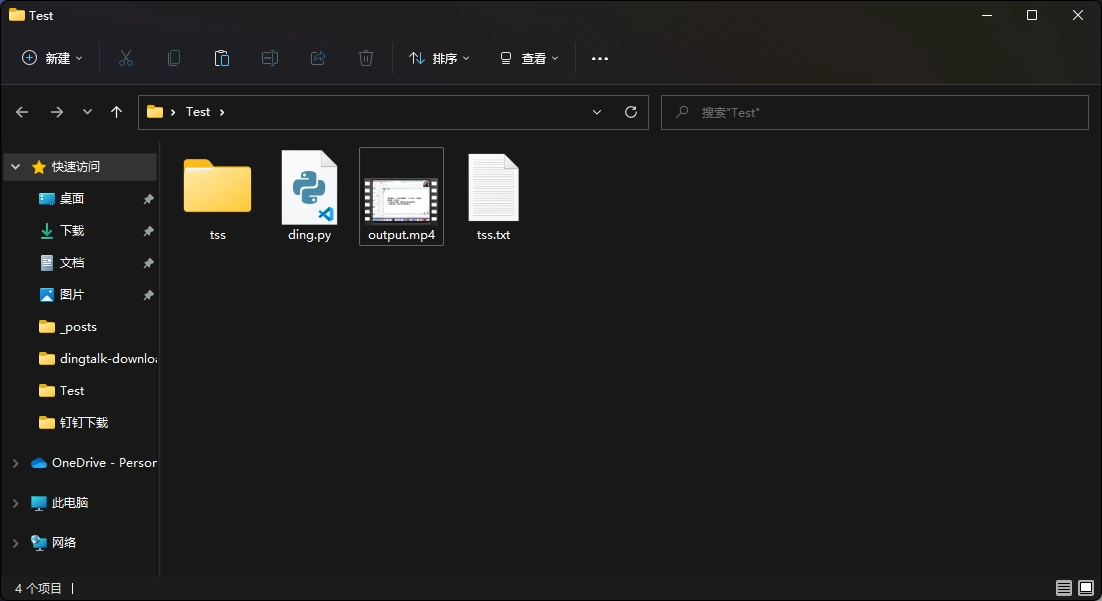 Test
新建
排序
查看
Test
搜索"Test"
快速访问
桌面
下载
文档
图片
_posts
dingtalk-downloa
Test
钉钉下载
OneDrive - Person
此电脑
网络
tss
ding.py
output.mp4
tss.txt
4 个项目